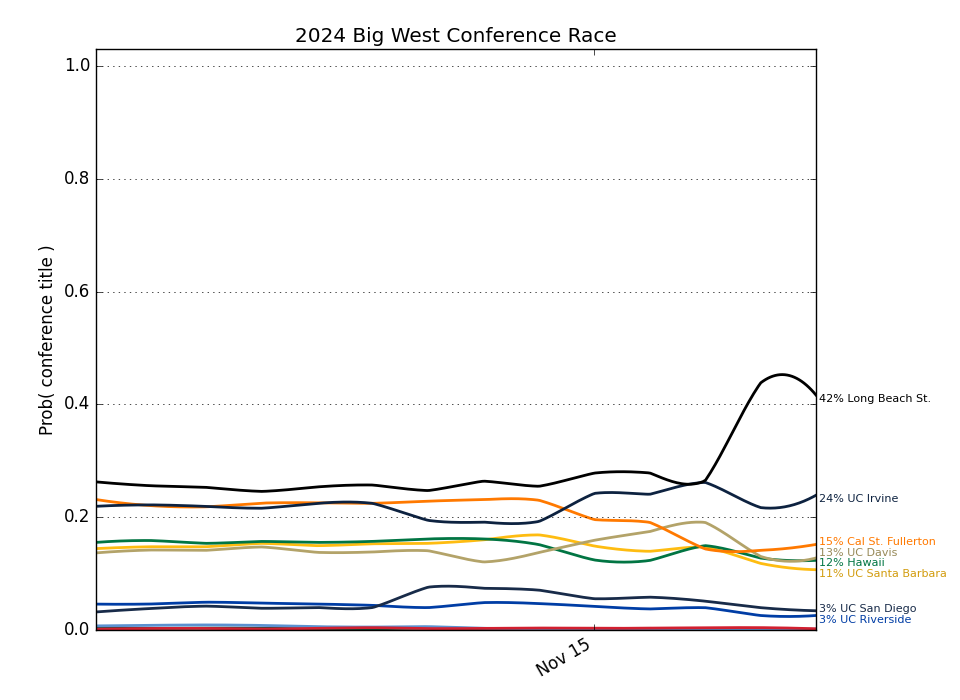 2024 Big West Conference Race
1.0
0.8
0.6
0.4
0.2
0.0
Prob( conference title )
Nov 15
42% Long Beach St.
24% UC Irvine
15% Cal St. Fullerton
13% UC Davis
12% Hawaii
11% UC Santa Barbara
3% UC San Diego
3% UC Riverside